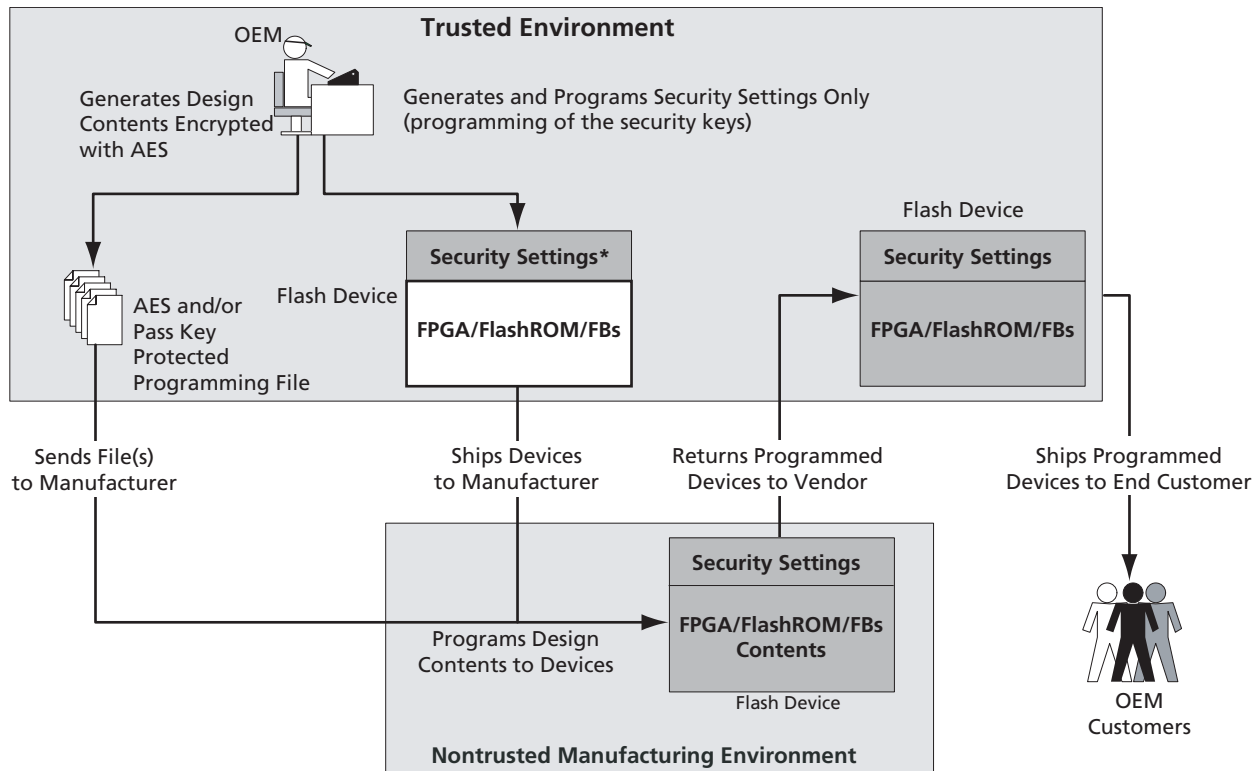 Trusted Environment
OEM
Generates Design
Contents Encrypted
with AES
Generates and Programs Security Settings Only
(programming of the security keys)
Flash Device
Security Settings*
FPGA/FlashROM/FBs
Flash Device
Security Settings
FPGA/FlashROM/FBs
AES and/or
Pass Key
Protected
Programming File
Sends File(s)
to Manufacturer
Ships Devices
to Manufacturer
Returns Programmed
Devices to Vendor
Ships Programmed
Devices to End Customer
Programs Design
Contents to Devices
Security Settings
FPGA/FlashROM/FBs
Contents
Flash Device
Nontrusted Manufacturing Environment
OEM
Customers